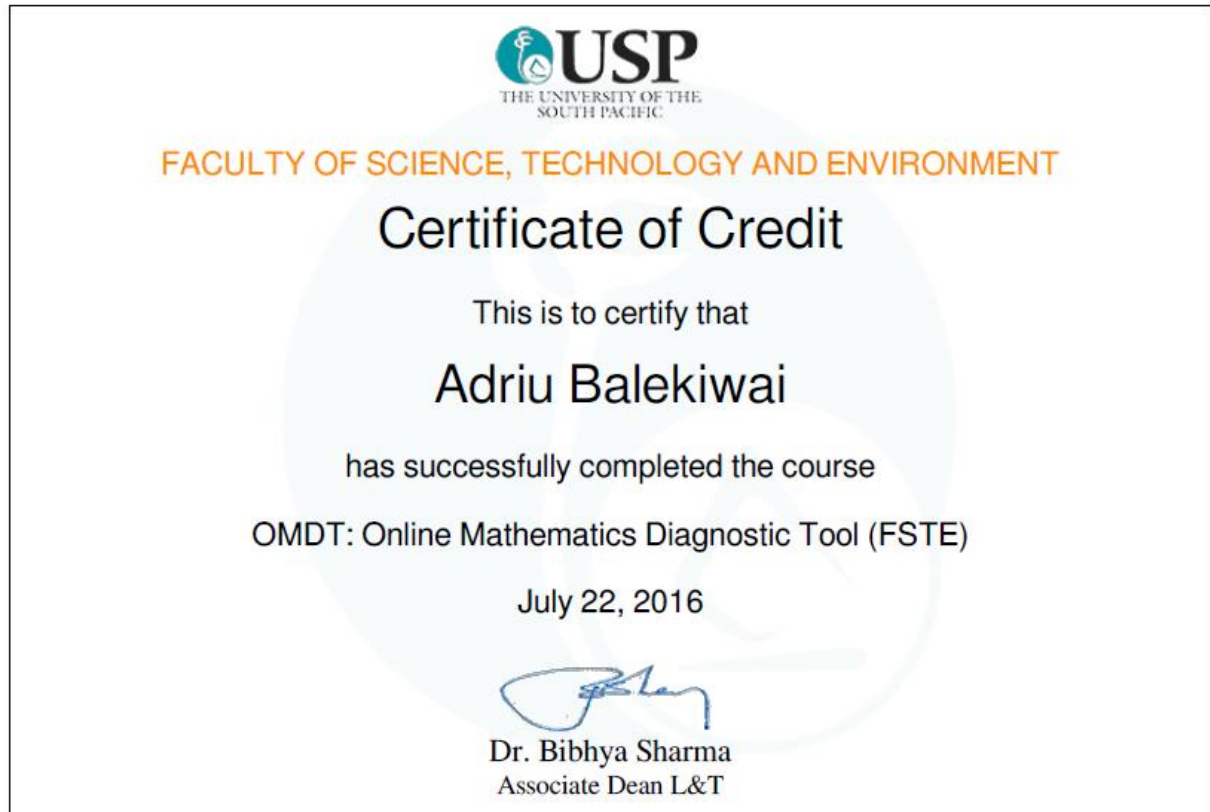 USP
THE UNIVERSITY OF THE
SOUTH PACIFIC
FACULTY OF SCIENCE, TECHNOLOGY AND ENVIRONMENT
Certificate of Credit
This is to certify that
Adriu Balekiwai
has successfully completed the course
OMDT: Online Mathematics Diagnostic Tool (FSTE)
July 22, 2016
Dr. Bibhya Sharma
Associate Dean L&T